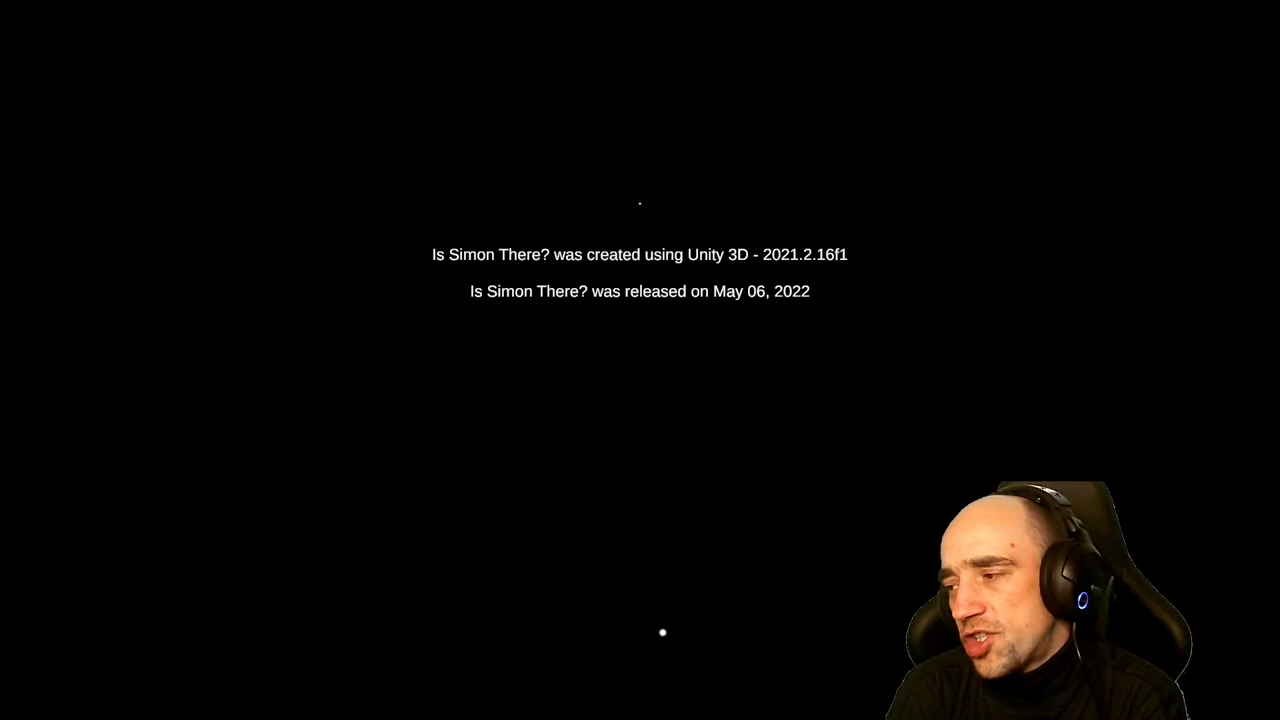 Is Simon There? was created using Unity 3D - 2021.2.16f1
Is Simon There? was released on May 06, 2022